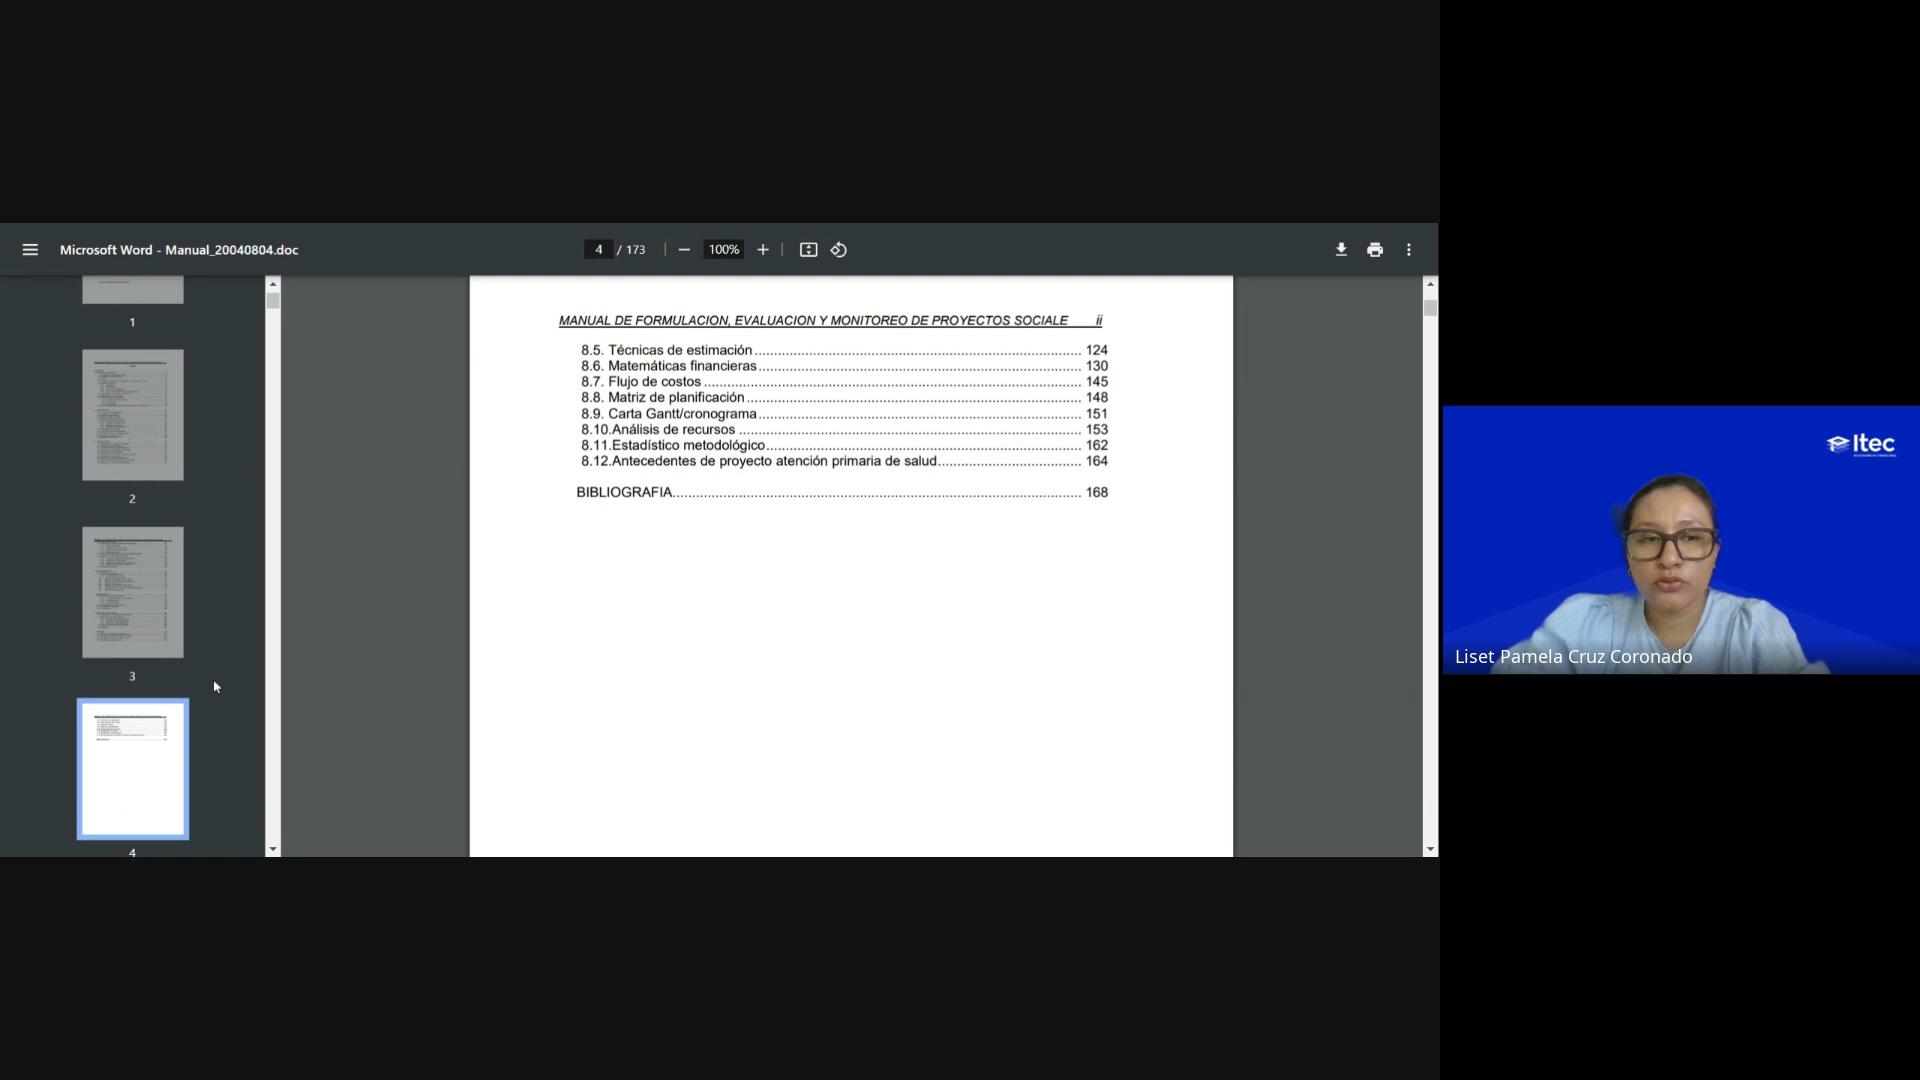 Microsoft Word - Manual_20040804.doc
4 / 173
100%
1
2
3
4
MANUAL DE FORMULACION, EVALUACION Y MONITOREO DE PROYECTOS SOCIALE ii
8.5. Técnicas de estimación 124
8.6. Matemáticas financieras 130
8.7. Flujo de costos 145
8.8. Matriz de planificación 148
8.9. Carta Gantt/cronograma 151
8.10.Análisis de recursos 153
8.11.Estadístico metodológico 162
8.12.Antecedentes de proyecto atención primaria de salud 164
BIBLIOGRAFIA 168
Itec
Liset Pamela Cruz Coronado